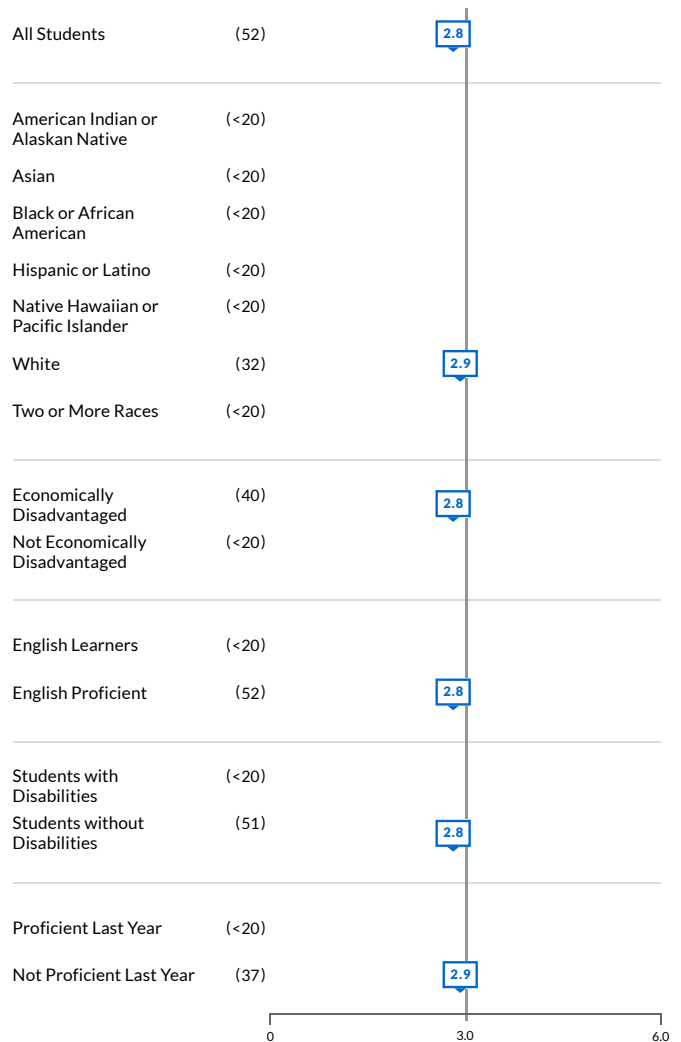 All Students (52) 2.8
American Indian or (<20)
Alaskan Native
Asian (<20)
Black or African (<20)
American
Hispanic or Latino (<20)
Native Hawaiian or (<20)
Pacific Islander
White (32) 2.9
Two or More Races (<20)
Economically (40) 2.8
Disadvantaged
Not Economically (<20)
Disadvantaged
English Learners (<20)
English Proficient (52) 2.8
Students with (<20)
Disabilities
Students without (51) 2.8
Disabilities
Proficient Last Year (<20)
Not Proficient Last Year (37) 2.9
0 3.0 6.0